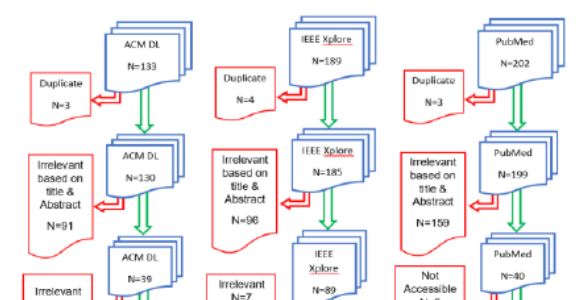 ACM DL
N=133
Duplicate
N=3
ACM DL
N=130
Irrelevant
based on
title &
Abstract
N=91
ACM DL
N=39
Irrelevant
IEEE Xplore
N=189
Duplicate
N=4
IEEE Xplore
N=185
Irrelevant
based on
title &
Abstract
N=96
IEEE
Xplore
N=89
Irrelevant
N=7
PubMed
N=202
Duplicate
N=3
PubMed
N=199
Irrelevant
based on
title &
Abstract
N=159
PubMed
N=40
Not
Accessible